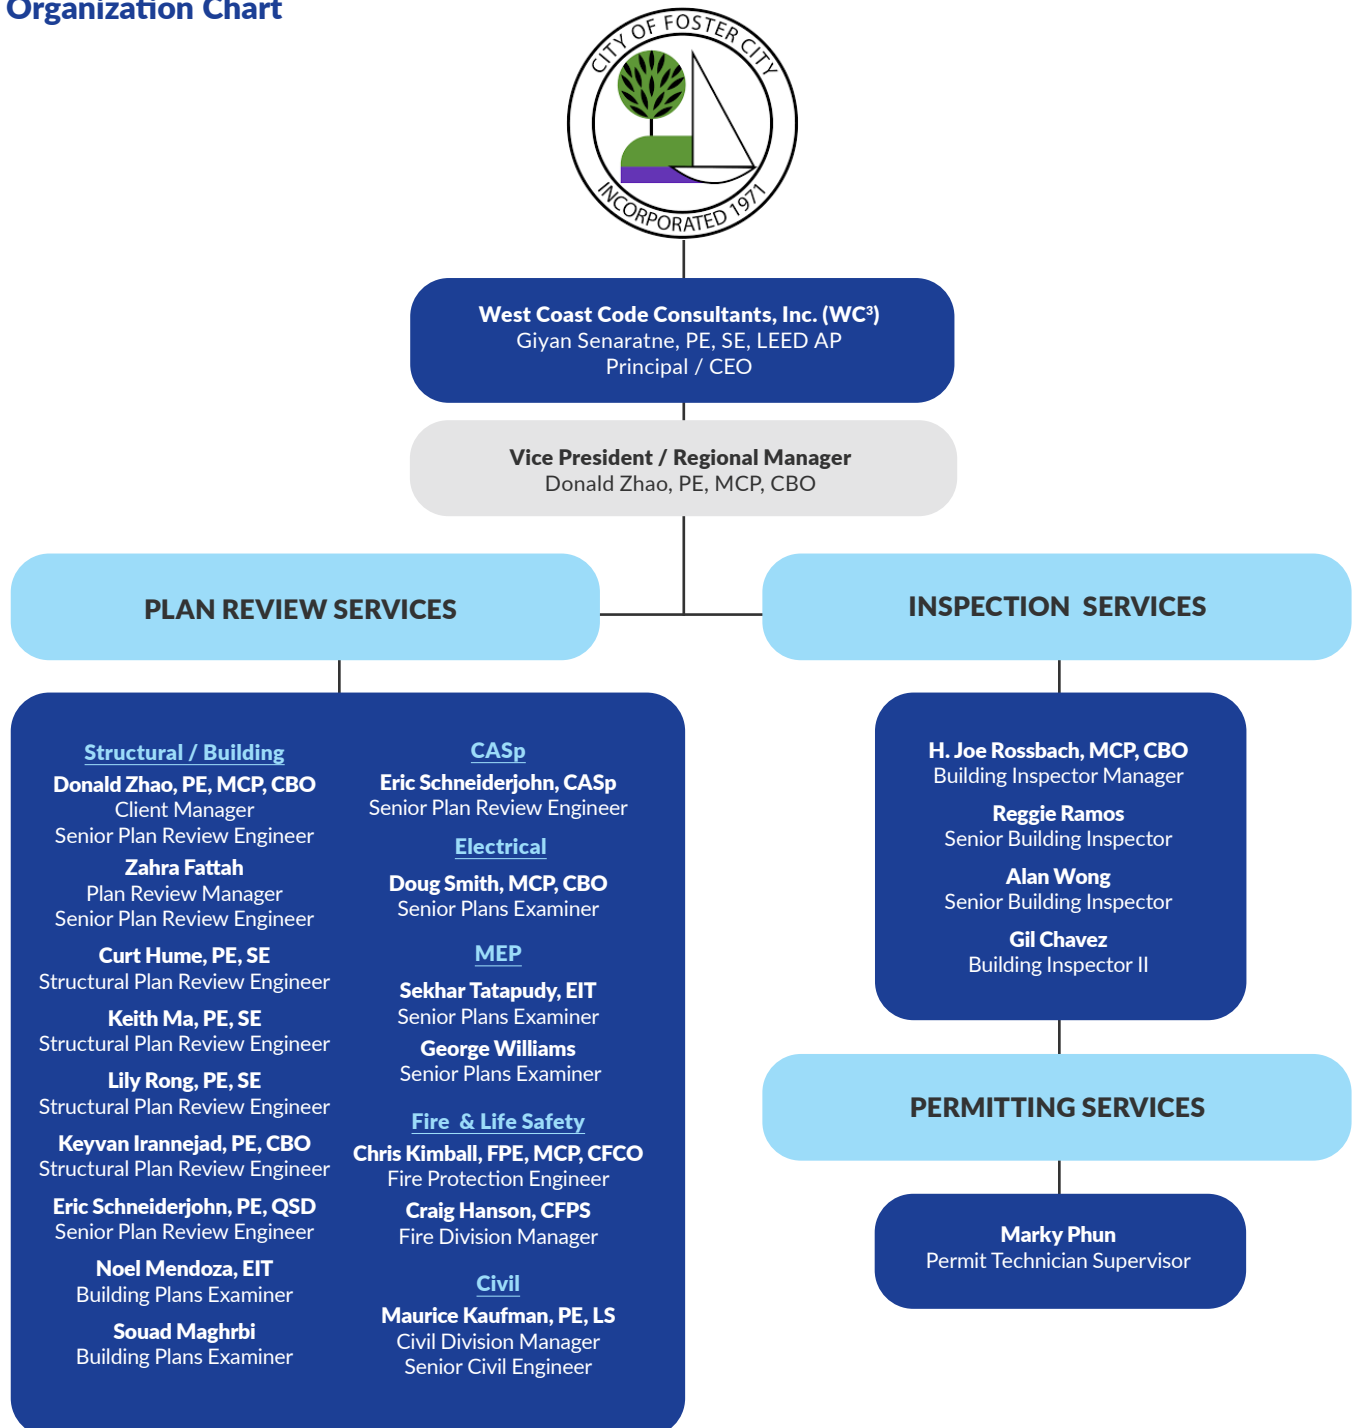 Organization Chart
CITY OF FOSTER CITY
INCORPORATED 1971
West Coast Code Consultants, Inc. (WC³)
Giyan Senaratne, PE, SE, LEED AP
Principal / CEO
Vice President / Regional Manager
Donald Zhao, PE, MCP, CBO
PLAN REVIEW SERVICES
Structural / Building
Donald Zhao, PE, MCP, CBO
Client Manager
Senior Plan Review Engineer
Zahra Fattah
Plan Review Manager
Senior Plan Review Engineer
Curt Hume, PE, SE
Structural Plan Review Engineer
Keith Ma, PE, SE
Structural Plan Review Engineer
Lily Rong, PE, SE
Structural Plan Review Engineer
Keyvan Irannejad, PE, CBO
Structural Plan Review Engineer
Eric Schneiderjohn, PE, QSD
Senior Plan Review Engineer
Noel Mendoza, EIT
Building Plans Examiner
Souad Maghrbi
Building Plans Examiner
CASp
Eric Schneiderjohn, CASp
Senior Plan Review Engineer
Electrical
Doug Smith, MCP, CBO
Senior Plans Examiner
MEP
Sekhar Tatapudy, EIT
Senior Plans Examiner
George Williams
Senior Plans Examiner
Fire & Life Safety
Chris Kimball, FPE, MCP, CFCO
Fire Protection Engineer
Craig Hanson, CFPS
Fire Division Manager
Civil
Maurice Kaufman, PE, LS
Civil Division Manager
Senior Civil Engineer
INSPECTION SERVICES
H. Joe Rossbach, MCP, CBO
Building Inspector Manager
Reggie Ramos
Senior Building Inspector
Alan Wong
Senior Building Inspector
Gil Chavez
Building Inspector II
PERMITTING SERVICES
Marky Phun
Permit Technician Supervisor